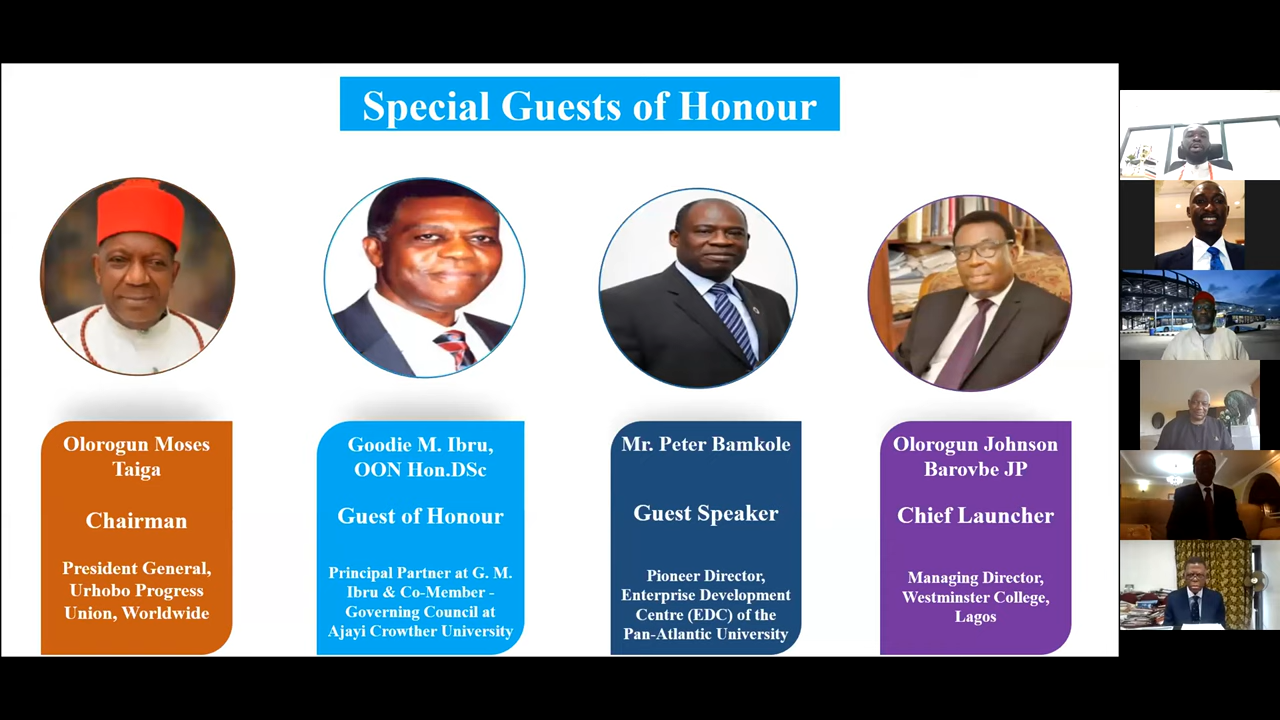 Special Guests of Honour
Olorogun Moses
Taiga
Chairman
President General,
Urhobo Progress
Union, Worldwide
Goodie M. Ibru,
OON Hon.DSc
Guest of Honour
Principal Partner at G. M.
Ibru & Co-Member -
Governing Council at
Ajayi Crowther University
Mr. Peter Bamkole
Guest Speaker
Pioneer Director,
Enterprise Development
Centre (EDC) of the
Pan-Atlantic University
Olorogun Johnson
Barovbe JP
Chief Launcher
Managing Director,
Westminster College,
Lagos